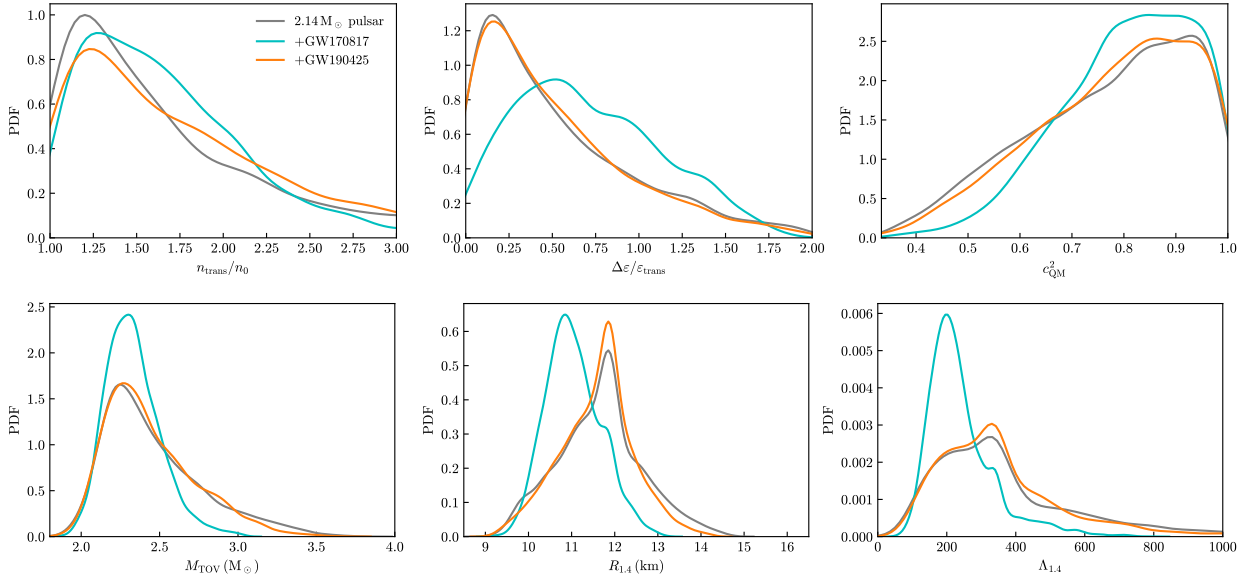 PDF
1.0
0.8
0.6
0.4
0.2
0.0
1.00 1.25 1.50 1.75 2.00 2.25 2.50 2.75 3.00
n_trans/n_0
2.14 M_⊙ pulsar
+GW170817
+GW190425
PDF
1.2
1.0
0.8
0.6
0.4
0.2
0.0
0.00 0.25 0.50 0.75 1.00 1.25 1.50 1.75 2.00
Δε/ε_trans
PDF
2.5
2.0
1.5
1.0
0.5
0.0
0.4 0.5 0.6 0.7 0.8 0.9 1.0
c²_QM
PDF
2.5
2.0
1.5
1.0
0.5
0.0
2.0 2.5 3.0 3.5 4.0
M_TOV (M_⊙)
PDF
0.6
0.5
0.4
0.3
0.2
0.1
0.0
9 10 11 12 13 14 15 16
R_1.4 (km)
PDF
0.006
0.005
0.004
0.003
0.002
0.001
0.000
0 200 400 600 800 1000
Λ_1.4